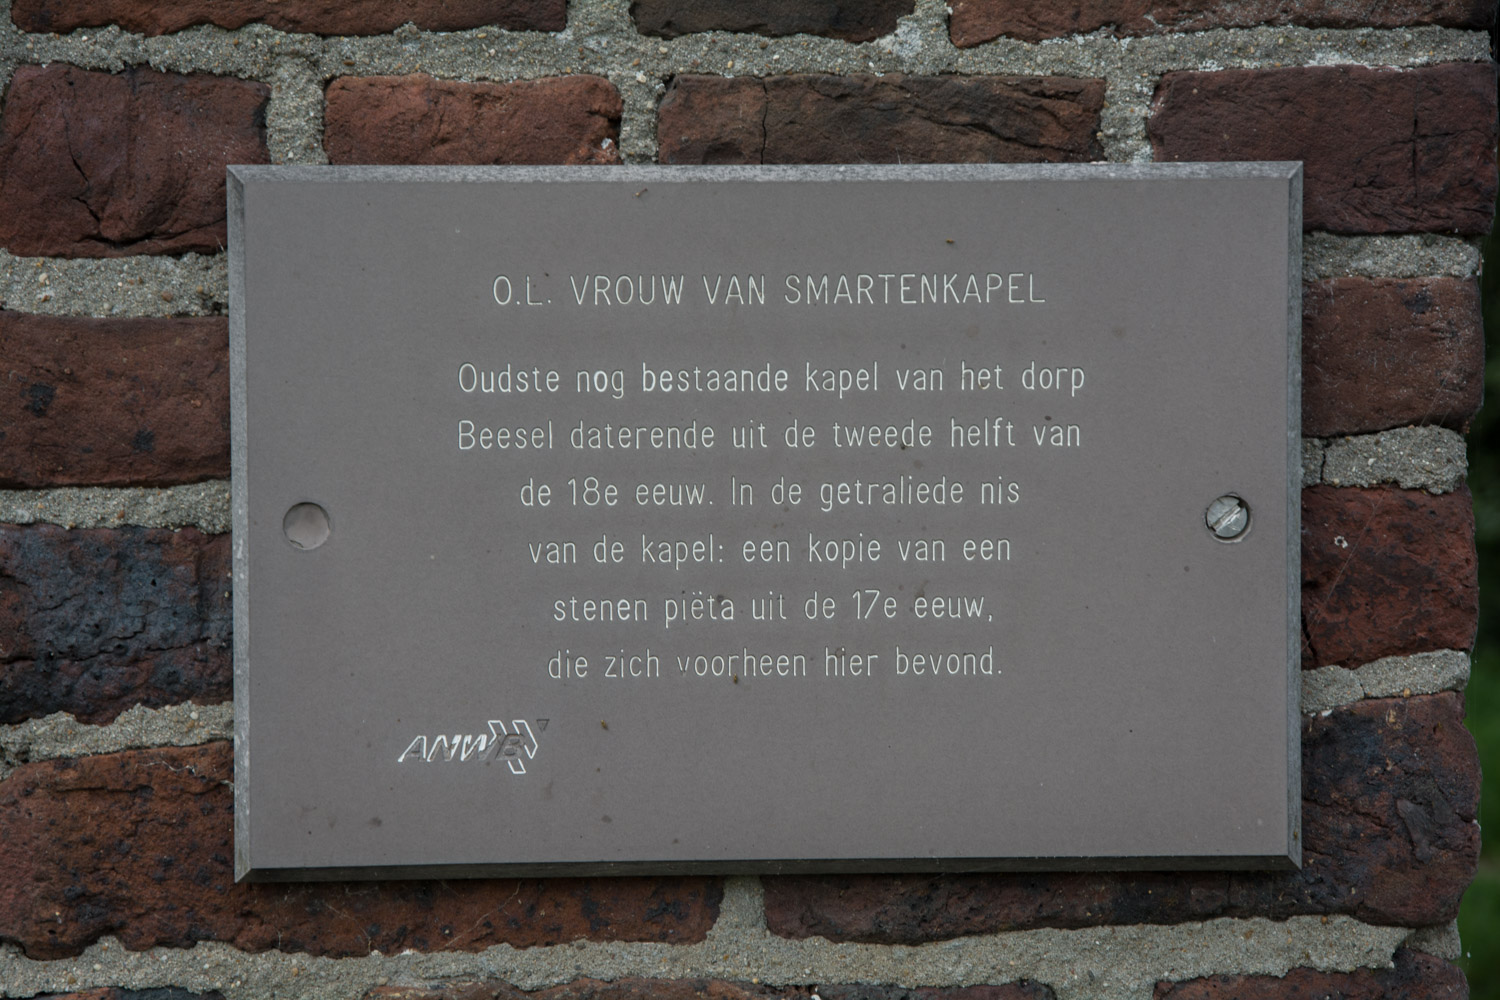 O.L. VROUW VAN SMARTENKAPEL
Oudste nog bestaande kapel van het dorp
Beesel daterende uit de tweede helft van
de 18e eeuw. In de getraliede nis
van de kapel: een kopie van een
stenen piëta uit de 17e eeuw,
die zich voorheen hier bevond.
ANWB